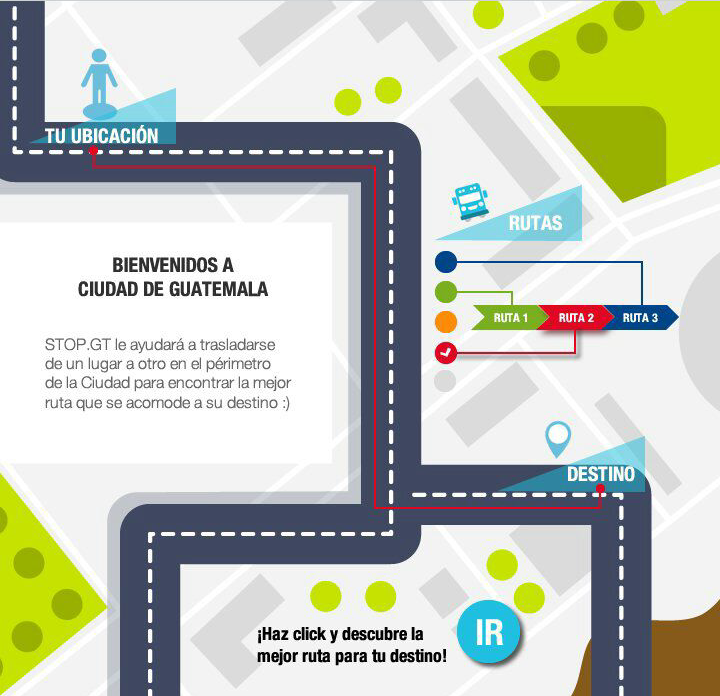 TU UBICACIÓN
RUTAS
BIENVENIDOS A
CIUDAD DE GUATEMALA
STOP.GT le ayudará a trasladarse
de un lugar a otro en el périmetro
de la Ciudad para encontrar la mejor
ruta que se acomode a su destino :)
RUTA 1
RUTA 2
RUTA 3
DESTINO
¡Haz click y descubre la
mejor ruta para tu destino!
IR